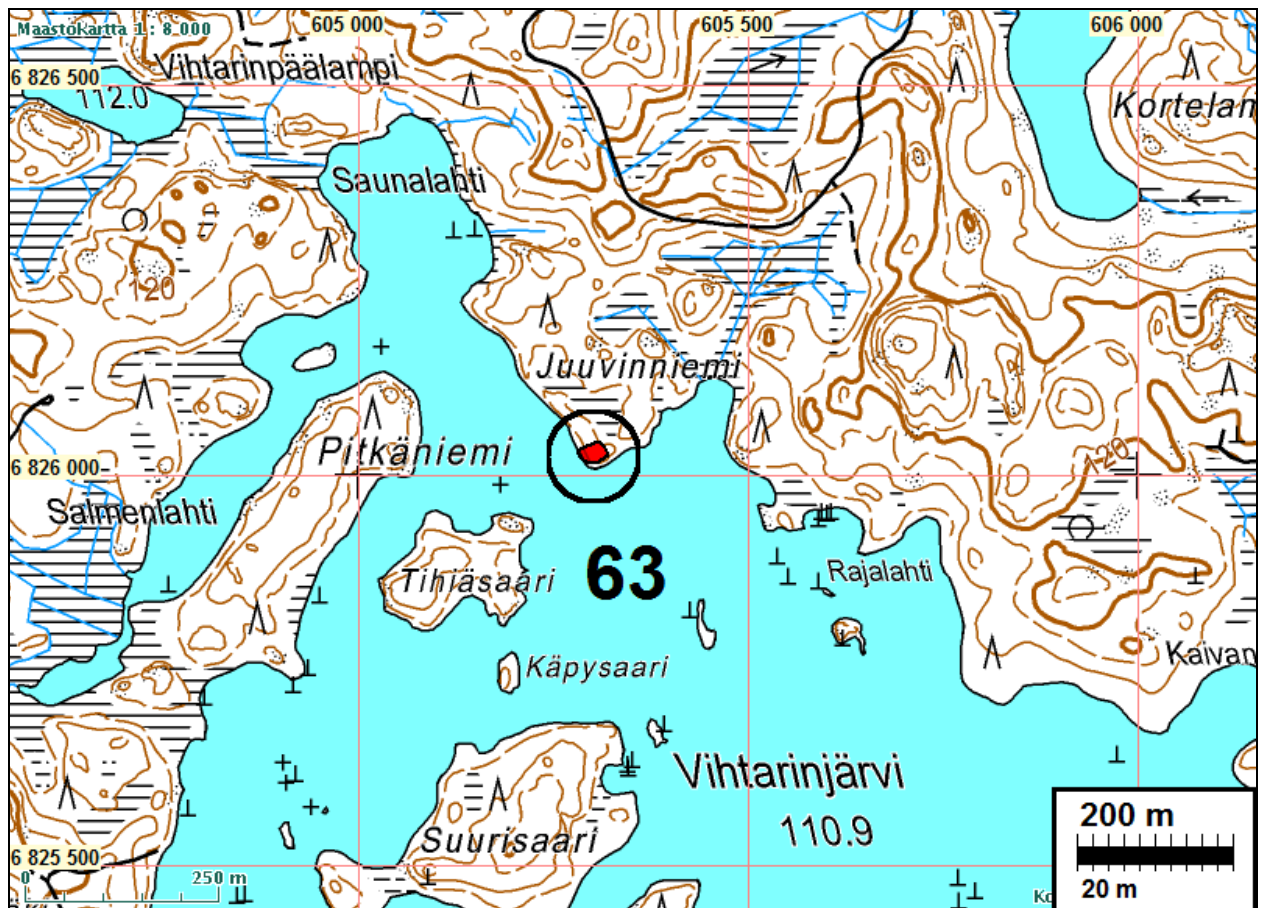 Maastokartta 1 : 8 000
605 000
605 500
606 000
Vihtarinpäälampi
6 826 500
112.0
Kortelan
Saunalahti
120
Juuvinniemi
Pitkäniemi
120
6 826 000
Salmenlahti
Tihiäsaari
63
Rajalahti
Käpysaari
Kaivan
Vihtarinjärvi
110.9
200 m
Suurisaari
6 825 500
0
250 m
20 m